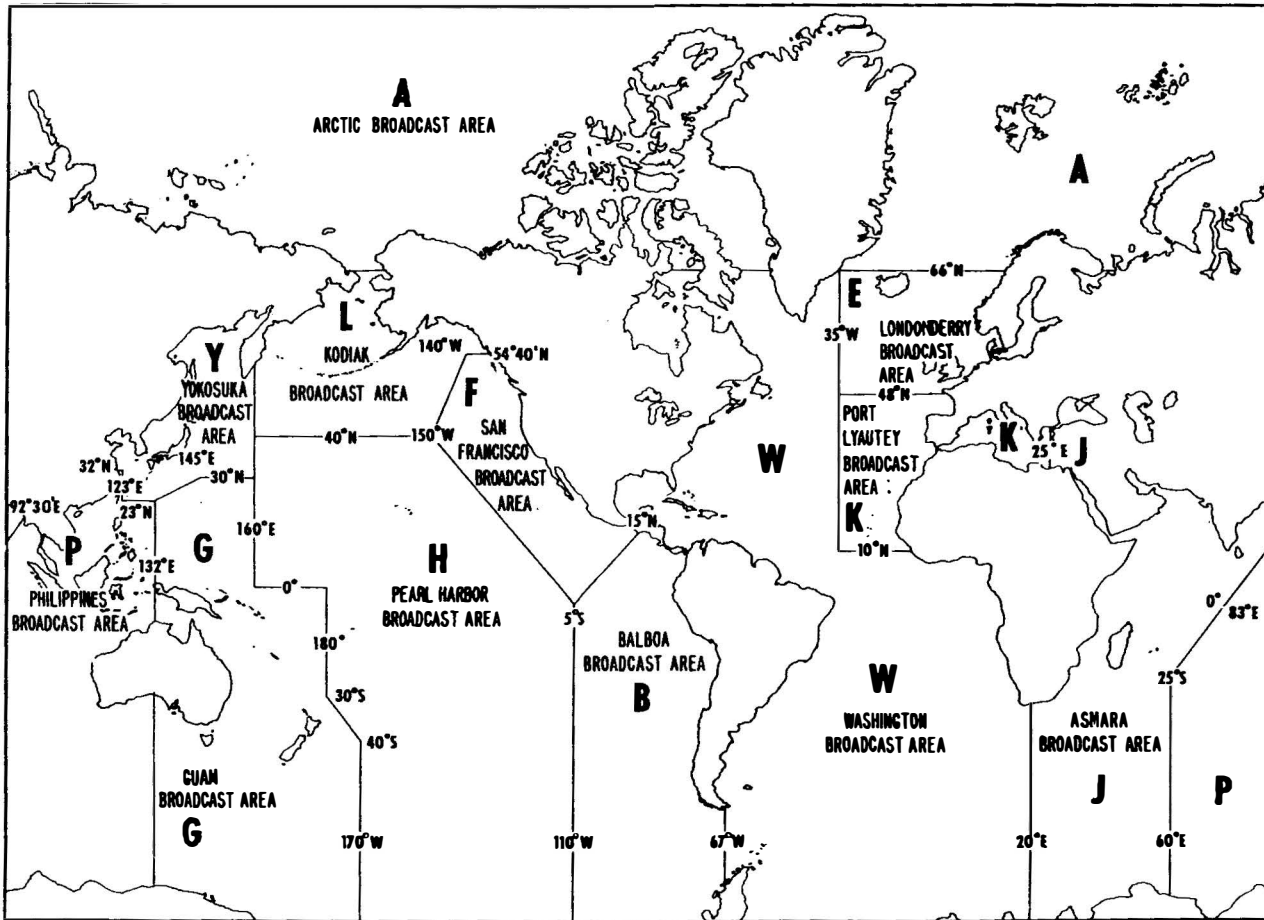 A
ARCTIC BROADCAST AREA
A
66°N
E
35°W
LONDONDERRY
BROADCAST
AREA
48°N
L
KODIAK
BROADCAST AREA
140°W
54°40'N
Y
YOKOSUKA
BROADCAST
AREA
F
SAN
FRANCISCO
BROADCAST
AREA
40°N
150°W
W
PORT
LYAUTEY
BROADCAST
AREA
K
K
25°E
J
32°N
145°E
30°N
123°E
92°30'E
23°N
160°E
15°N
10°N
P
132°E
G
H
PEARL HARBOR
BROADCAST AREA
0°
PHILIPPINES
BROADCAST AREA
5°S
0°
83°E
180°
BALBOA
BROADCAST AREA
B
W
WASHINGTON
BROADCAST AREA
25°S
30°S
40°S
ASMARA
BROADCAST AREA
J
P
GUAM
BROADCAST AREA
G
170°W
110°W
67°W
20°E
60°E